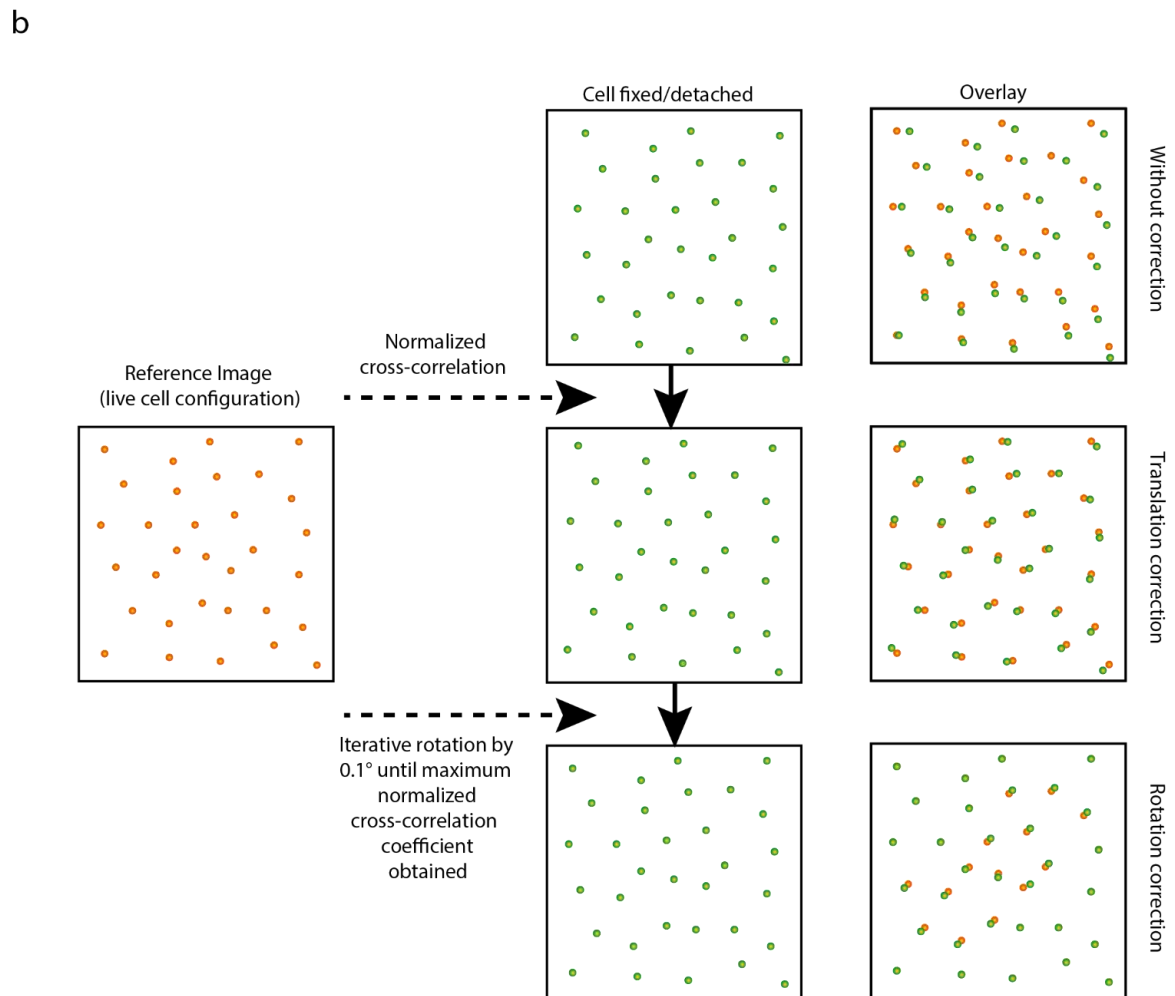 b
Cell fixed/detached
Overlay
Without correction
Normalized
cross-correlation
Reference Image
(live cell configuration)
Translation correction
Iterative rotation by
0.1° until maximum
normalized
cross-correlation
coefficient
obtained
Rotation correction